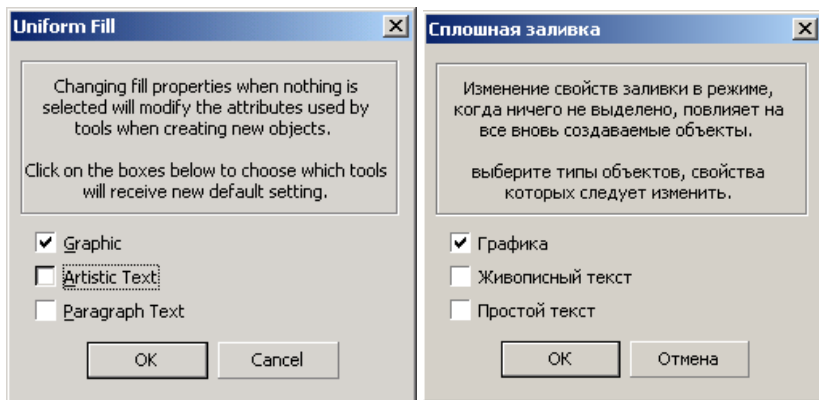 Uniform Fill
Changing fill properties when nothing is
selected will modify the attributes used by
tools when creating new objects.
Click on the boxes below to choose which tools
will receive new default setting.
Graphic
Artistic Text
Paragraph Text
OK Cancel
Сплошная заливка
Изменение свойств заливки в режиме,
когда ничего не выделено, повлияет на
все вновь создаваемые объекты.
выберите типы объектов, свойства
которых следует изменить.
Графика
Живописный текст
Простой текст
ОК Отмена